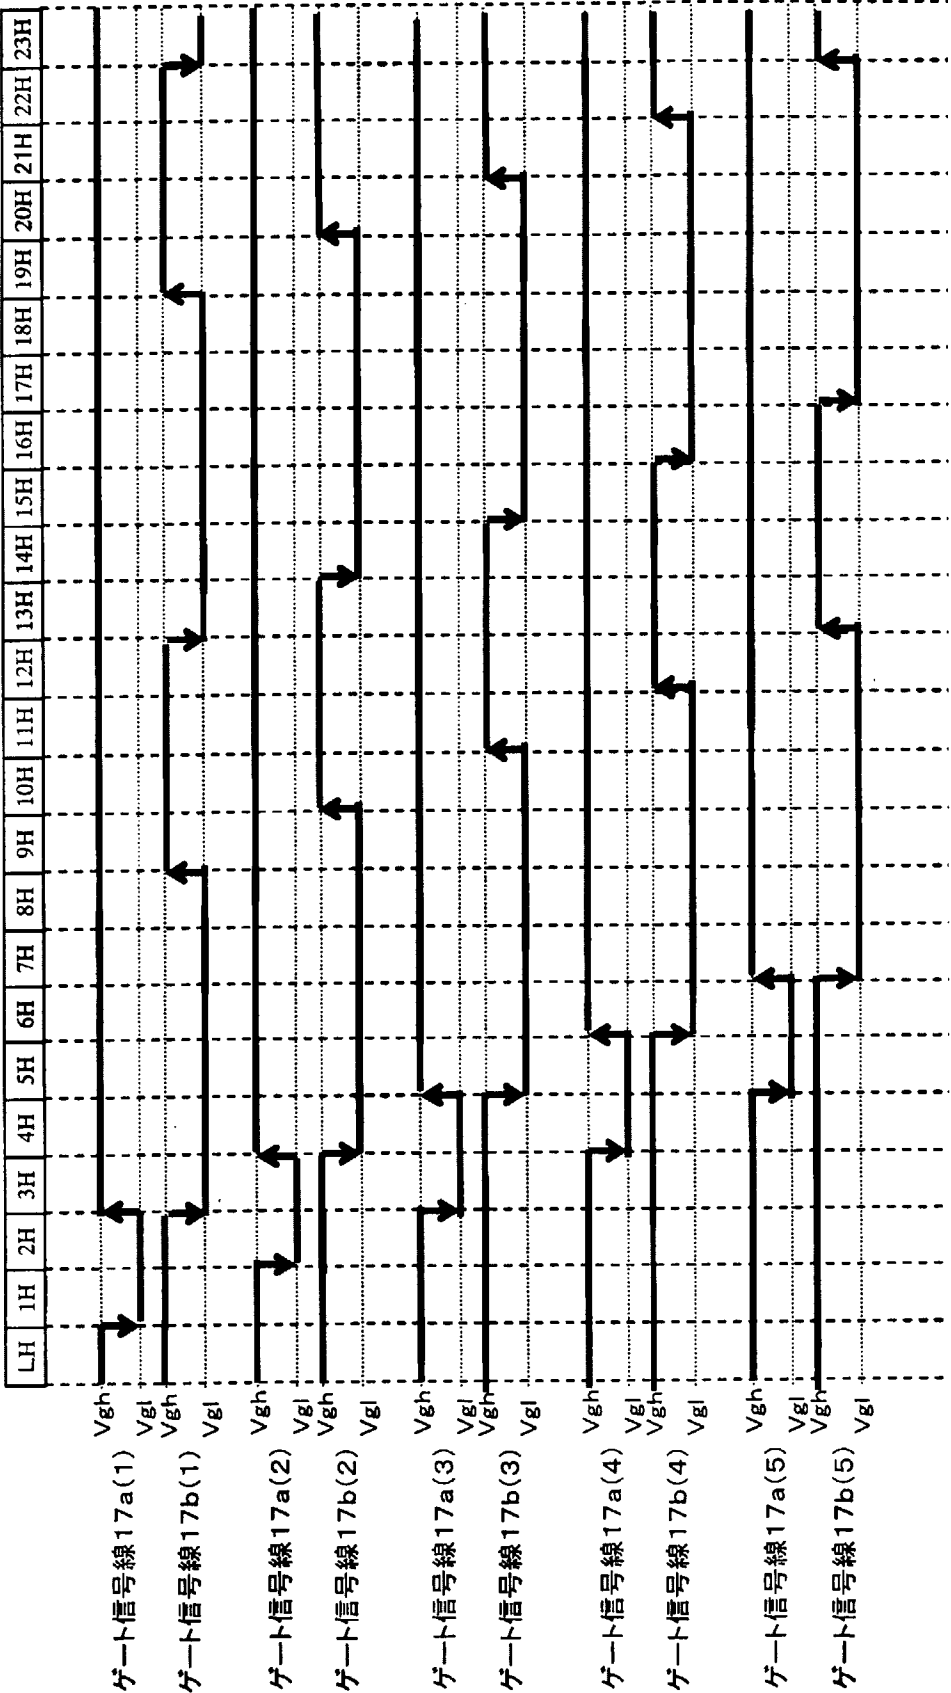 LH 1H 2H 3H 4H 5H 6H 7H 8H 9H 10H 11H 12H 13H 14H 15H 16H 17H 18H 19H 20H 21H 22H 23H
Vgh
ゲート信号線17a(1)
Vgl
Vgh
ゲート信号線17b(1)
Vgl
Vgh
ゲート信号線17a(2)
Vgl
Vgh
ゲート信号線17b(2)
Vgl
Vgh
ゲート信号線17a(3)
Vgl
Vgh
ゲート信号線17b(3)
Vgl
Vgh
ゲート信号線17a(4)
Vgl
Vgh
ゲート信号線17b(4)
Vgl
Vgh
ゲート信号線17a(5)
Vgl
Vgh
ゲート信号線17b(5)
Vgl